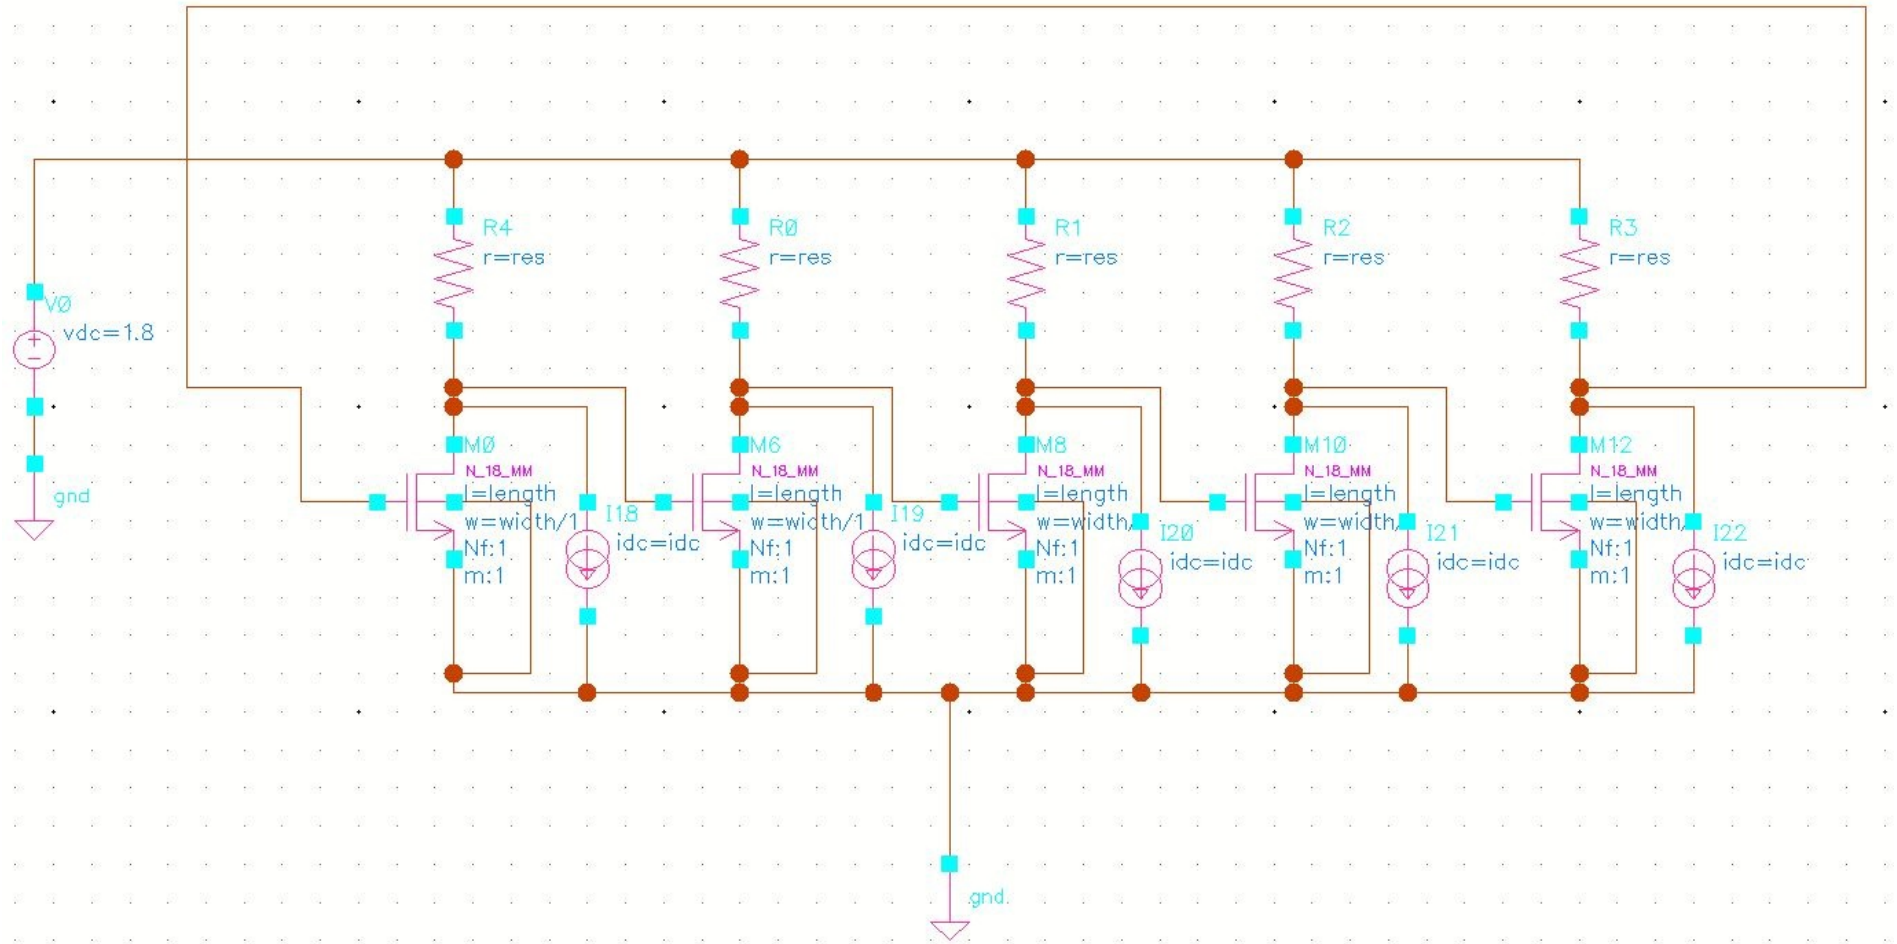 R4
r=res
R0
r=res
R1
r=res
R2
r=res
R3
r=res
V0
vdc=1.8
gnd
M0
N_18_MM
l=length
w=width/1
Nf:1
m:1
I18
idc=idc
M6
N_18_MM
l=length
w=width/1
Nf:1
m:1
I19
idc=idc
M8
N_18_MM
l=length
w=width/
Nf:1
m:1
I20
idc=idc
M10
N_18_MM
l=length
w=width/
Nf:1
m:1
I21
idc=idc
M12
N_18_MM
l=length
w=width/
Nf:1
m:1
I22
idc=idc
gnd